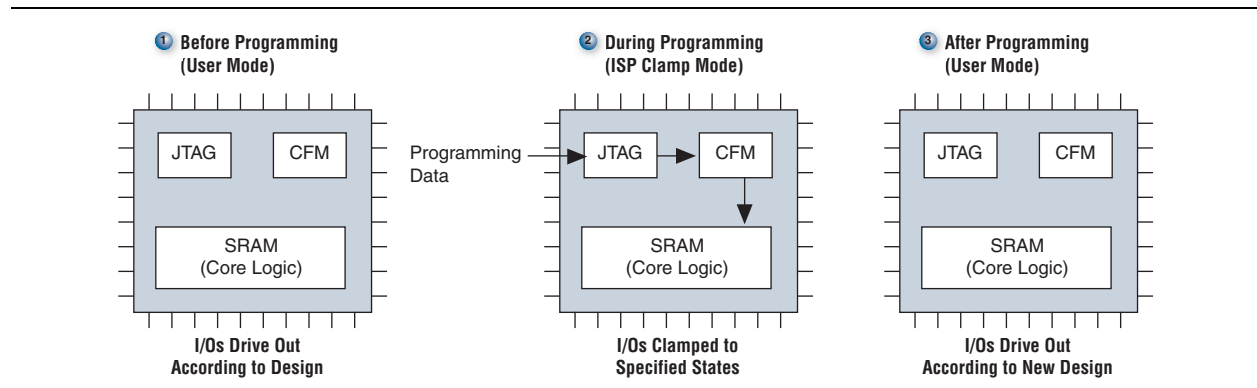 1 Before Programming
(User Mode)
JTAG
CFM
SRAM
(Core Logic)
I/Os Drive Out
According to Design
2 During Programming
(ISP Clamp Mode)
Programming
Data
JTAG
CFM
SRAM
(Core Logic)
I/Os Clamped to
Specified States
3 After Programming
(User Mode)
JTAG
CFM
SRAM
(Core Logic)
I/Os Drive Out
According to New Design